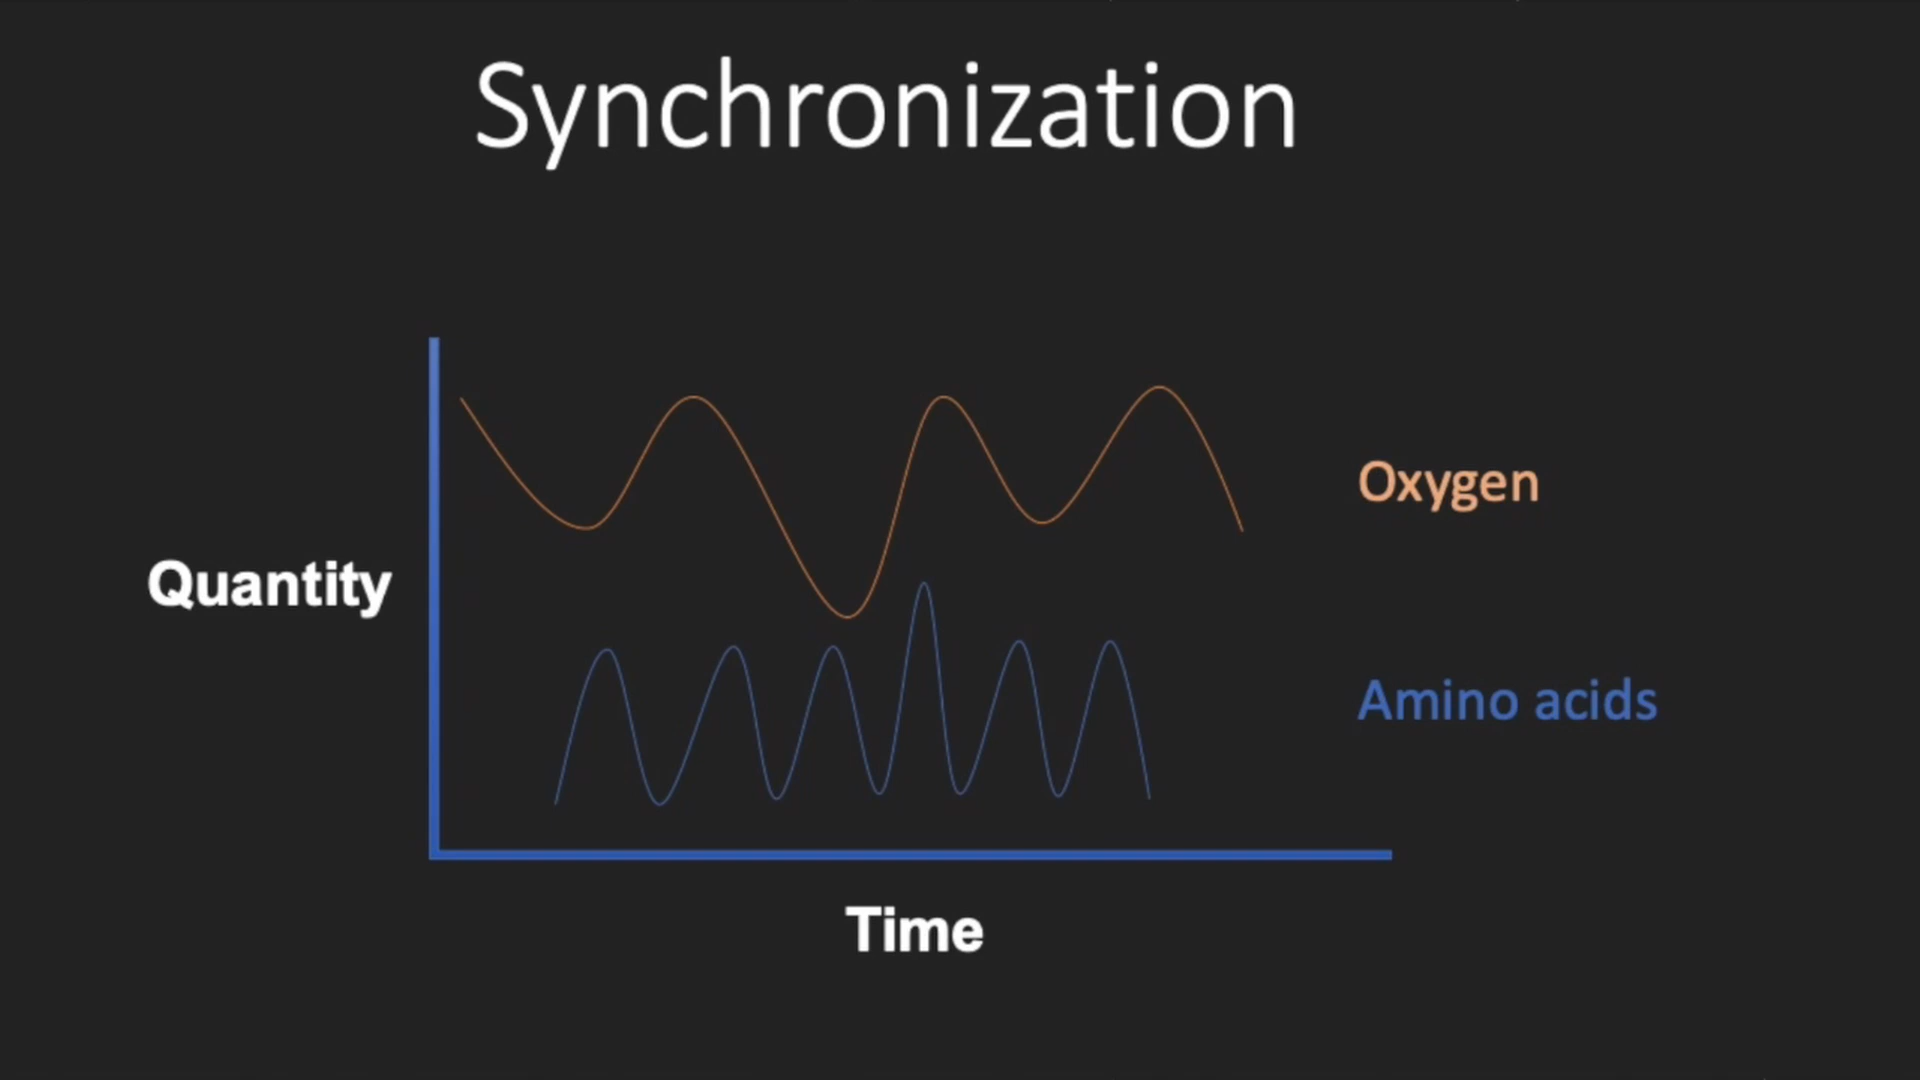 Synchronization
Oxygen
Quantity
Amino acids
Time